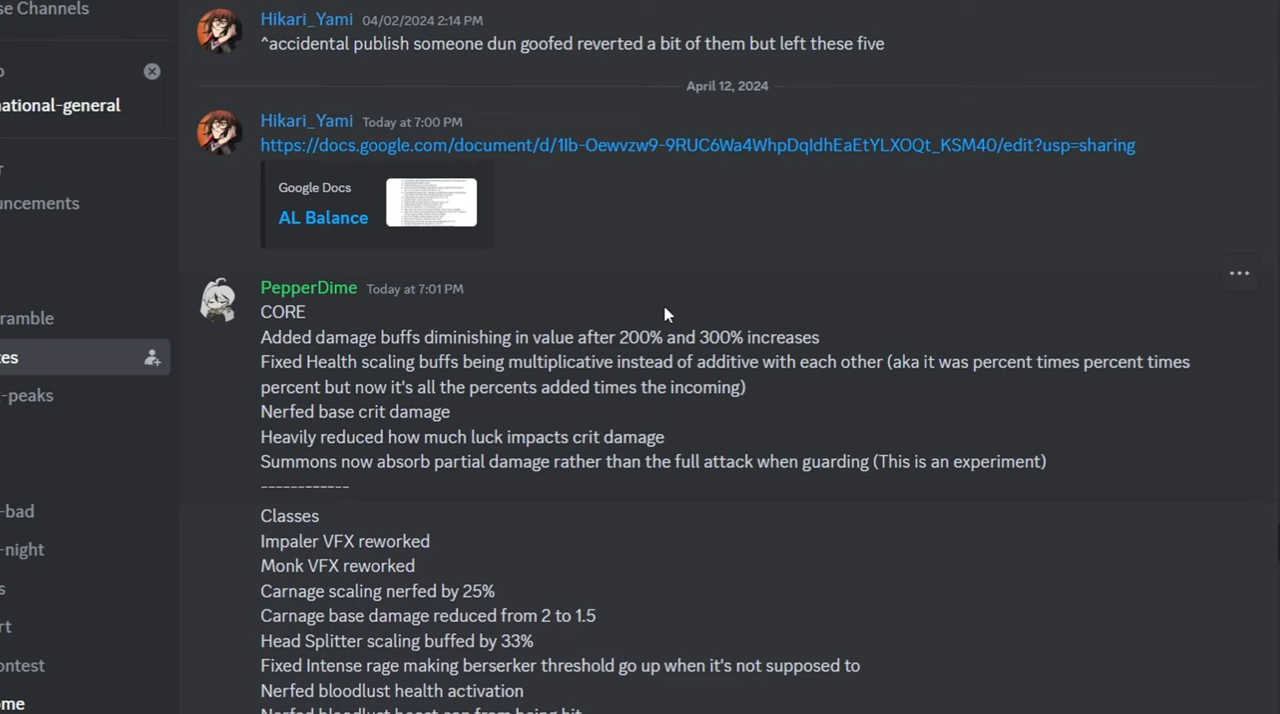 se Channels
Hikari_Yami 04/02/2024 2:14 PM
^accidental publish someone dun goofed reverted a bit of them but left these five
national-general
April 12, 2024
Hikari_Yami Today at 7:00 PM
https://docs.google.com/document/d/1Ib-Oewvzw9-9RUC6Wa4WhpDqIdhEaEtYLXOQt_KSM40/edit?usp=sharing
Google Docs
AL Balance
uncements
PepperDime Today at 7:01 PM
CORE
ramble
Added damage buffs diminishing in value after 200% and 300% increases
tes
Fixed Health scaling buffs being multiplicative instead of additive with each other (aka it was percent times percent times
percent but now it's all the percents added times the incoming)
-peaks
Nerfed base crit damage
Heavily reduced how much luck impacts crit damage
Summons now absorb partial damage rather than the full attack when guarding (This is an experiment)
------------
-bad
Classes
Impaler VFX reworked
-night
Monk VFX reworked
s
Carnage scaling nerfed by 25%
Carnage base damage reduced from 2 to 1.5
rt
Head Splitter scaling buffed by 33%
ontest
Fixed Intense rage making berserker threshold go up when it's not supposed to
Nerfed bloodlust health activation
ome
Nerfed bloodlust boost cap from being hit